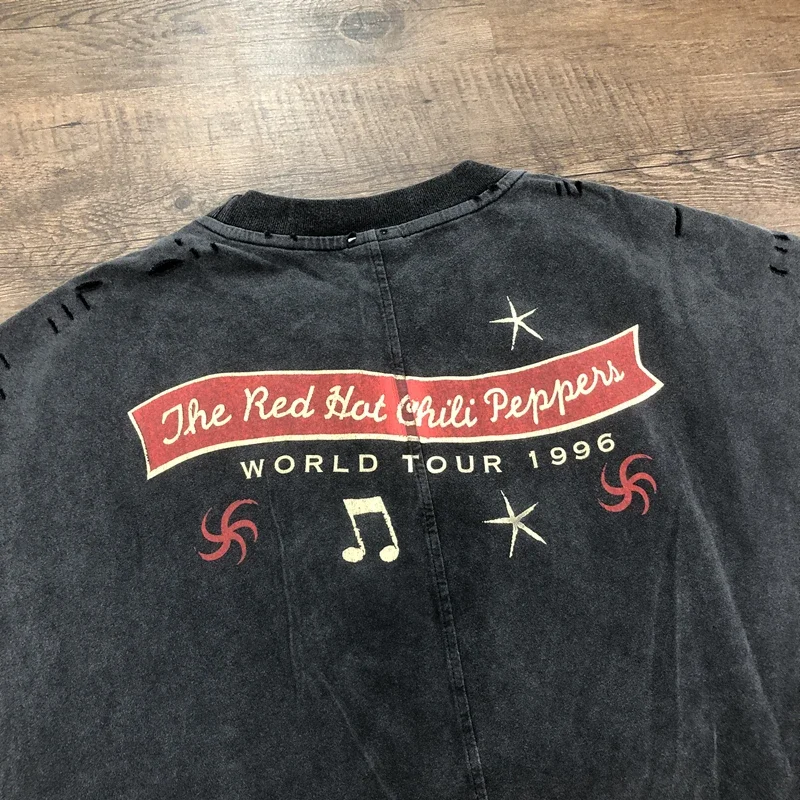 The Red Hot Chili Peppers
WORLD TOUR 1996